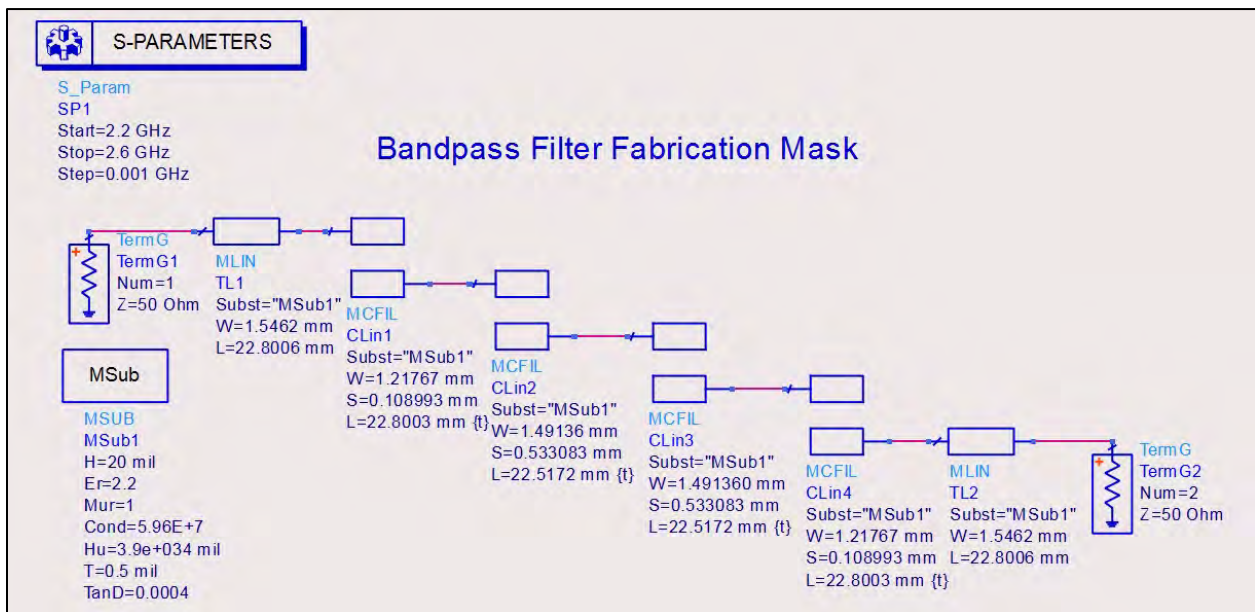 S-PARAMETERS
S_Param
SP1
Start=2.2 GHz
Stop=2.6 GHz
Step=0.001 GHz
Bandpass Filter Fabrication Mask
TermG
TermG1
Num=1
Z=50 Ohm
MLIN
TL1
Subst="MSub1"
W=1.5462 mm
L=22.8006 mm
MCFIL
CLin1
Subst="MSub1"
W=1.21767 mm
S=0.108993 mm
L=22.8003 mm {t}
MCFIL
CLin2
Subst="MSub1"
W=1.49136 mm
S=0.533083 mm
L=22.5172 mm {t}
MCFIL
CLin3
Subst="MSub1"
W=1.491360 mm
S=0.533083 mm
L=22.5172 mm {t}
MCFIL
CLin4
Subst="MSub1"
W=1.21767 mm
S=0.108993 mm
L=22.8003 mm {t}
MLIN
TL2
Subst="MSub1"
W=1.5462 mm
L=22.8006 mm
TermG
TermG2
Num=2
Z=50 Ohm
MSub
MSUB
MSub1
H=20 mil
Er=2.2
Mur=1
Cond=5.96E+7
Hu=3.9e+034 mil
T=0.5 mil
TanD=0.0004